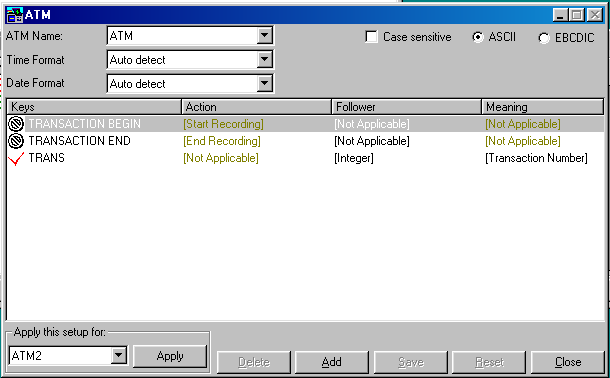 ATM
ATM Name: ATM Case sensitive ASCII EBCDIC
Time Format Auto detect
Date Format Auto detect
Keys Action Follower Meaning
TRANSACTION BEGIN [Start Recording] [Not Applicable] [Not Applicable]
TRANSACTION END [End Recording] [Not Applicable] [Not Applicable]
TRANS [Not Applicable] [Integer] [Transaction Number]
Apply this setup for:
ATM2 Apply Delete Add Save Reset Close